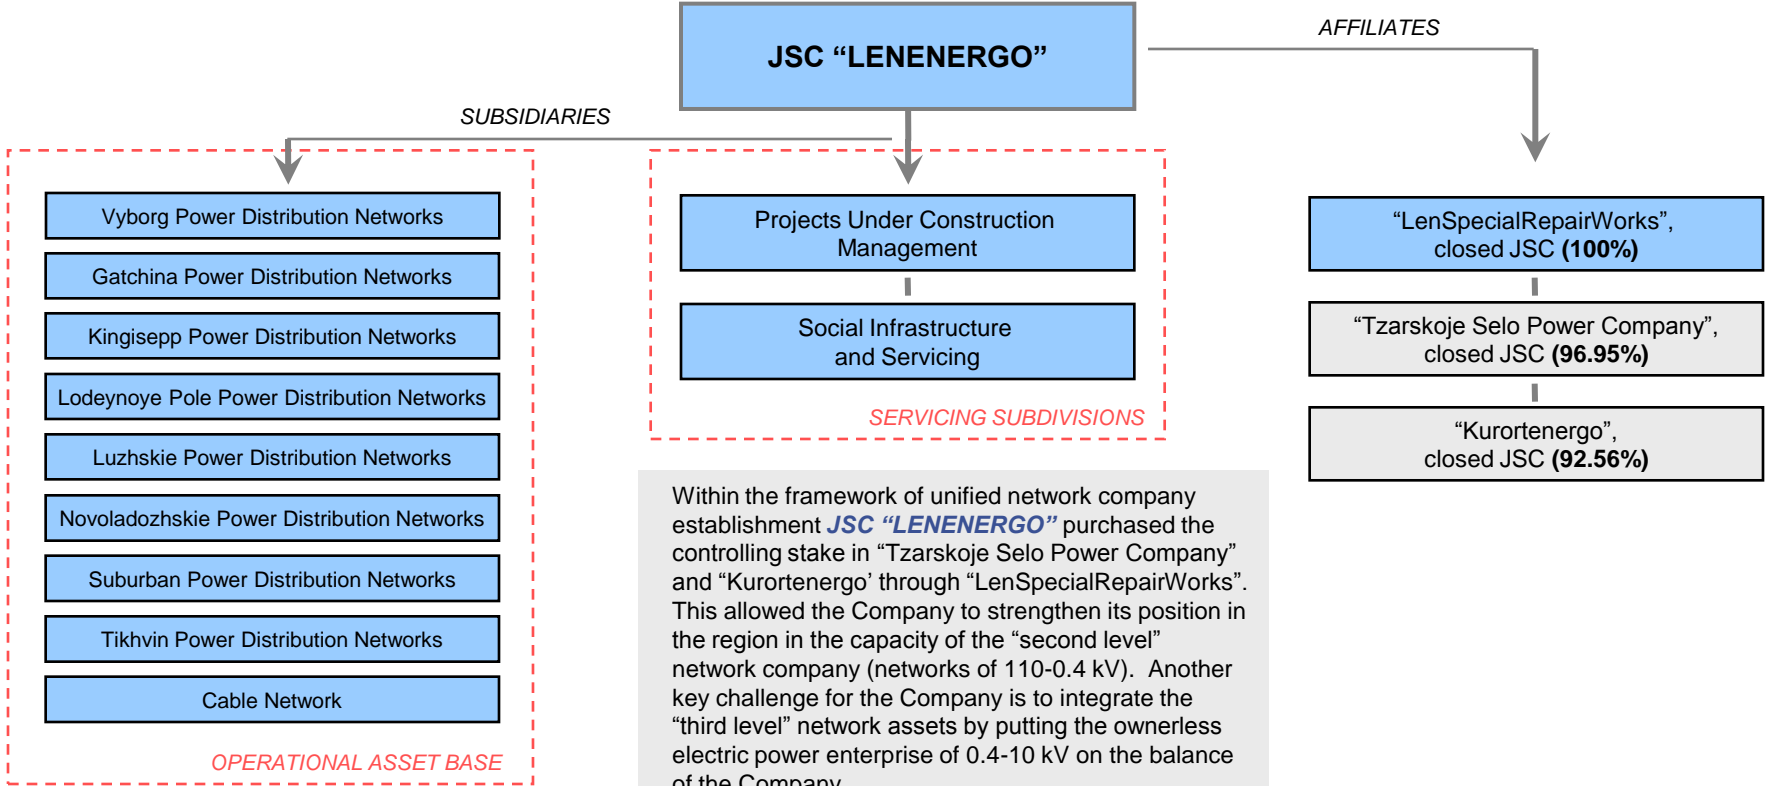 JSC “LENENERGO”
AFFILIATES
SUBSIDIARIES
Vyborg Power Distribution Networks
Gatchina Power Distribution Networks
Kingisepp Power Distribution Networks
Lodeynoye Pole Power Distribution Networks
Luzhskie Power Distribution Networks
Novoladozhskie Power Distribution Networks
Suburban Power Distribution Networks
Tikhvin Power Distribution Networks
Cable Network
OPERATIONAL ASSET BASE
Projects Under Construction
Management
Social Infrastructure
and Servicing
SERVICING SUBDIVISIONS
“LenSpecialRepairWorks”,
closed JSC (100%)
“Tzarskoje Selo Power Company”,
closed JSC (96.95%)
“Kurortenergo”,
closed JSC (92.56%)
Within the framework of unified network company
establishment JSC “LENENERGO” purchased the
controlling stake in “Tzarskoje Selo Power Company”
and “Kurortenergo’ through “LenSpecialRepairWorks”.
This allowed the Company to strengthen its position in
the region in the capacity of the “second level”
network company (networks of 110-0.4 kV). Another
key challenge for the Company is to integrate the
“third level” network assets by putting the ownerless
electric power enterprise of 0.4-10 kV on the balance
of the Company